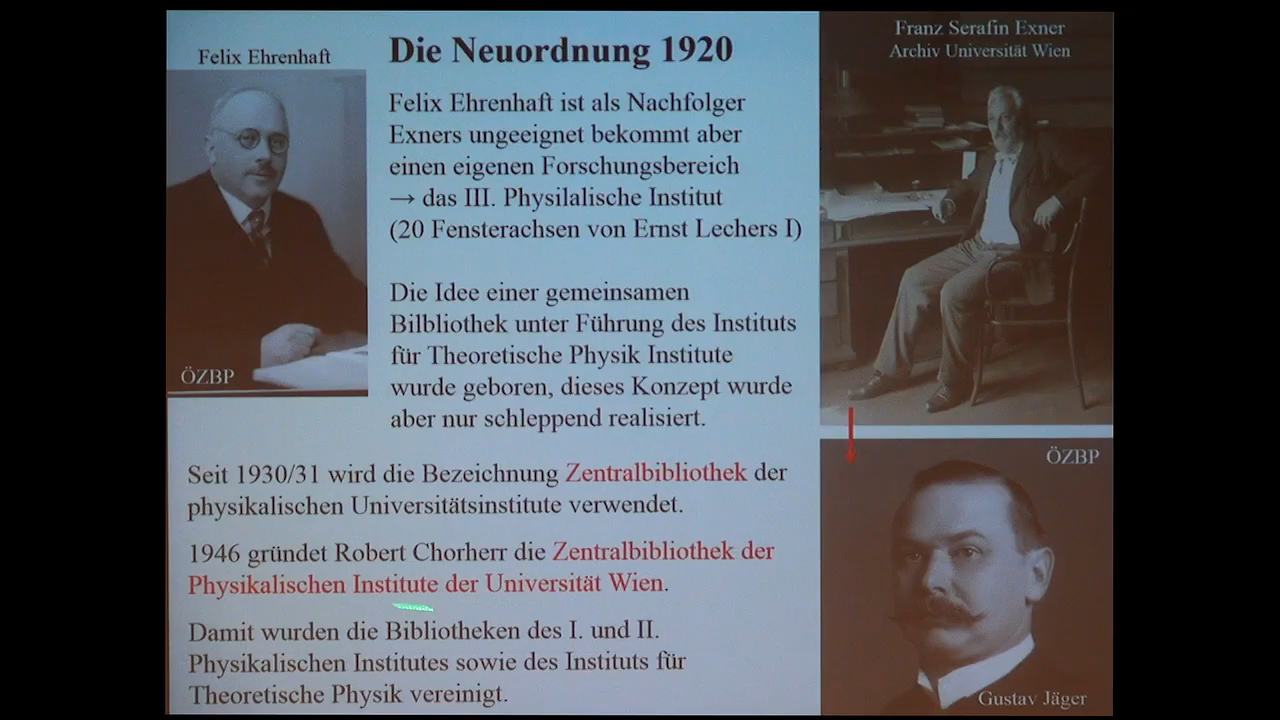 Felix Ehrenhaft
ÖZBP
Die Neuordnung 1920
Felix Ehrenhaft ist als Nachfolger
Exners ungeeignet bekommt aber
einen eigenen Forschungsbereich
→ das III. Physilalische Institut
(20 Fensterachsen von Ernst Lechers I)
Die Idee einer gemeinsamen
Bilbliothek unter Führung des Instituts
für Theoretische Physik Institute
wurde geboren, dieses Konzept wurde
aber nur schleppend realisiert.
Seit 1930/31 wird die Bezeichnung Zentralbibliothek der
physikalischen Universitätsinstitute verwendet.
1946 gründet Robert Chorherr die Zentralbibliothek der
Physikalischen Institute der Universität Wien.
Damit wurden die Bibliotheken des I. und II.
Physikalischen Institutes sowie des Instituts für
Theoretische Physik vereinigt.
Franz Serafin Exner
Archiv Universität Wien
ÖZBP
Gustav Jäger